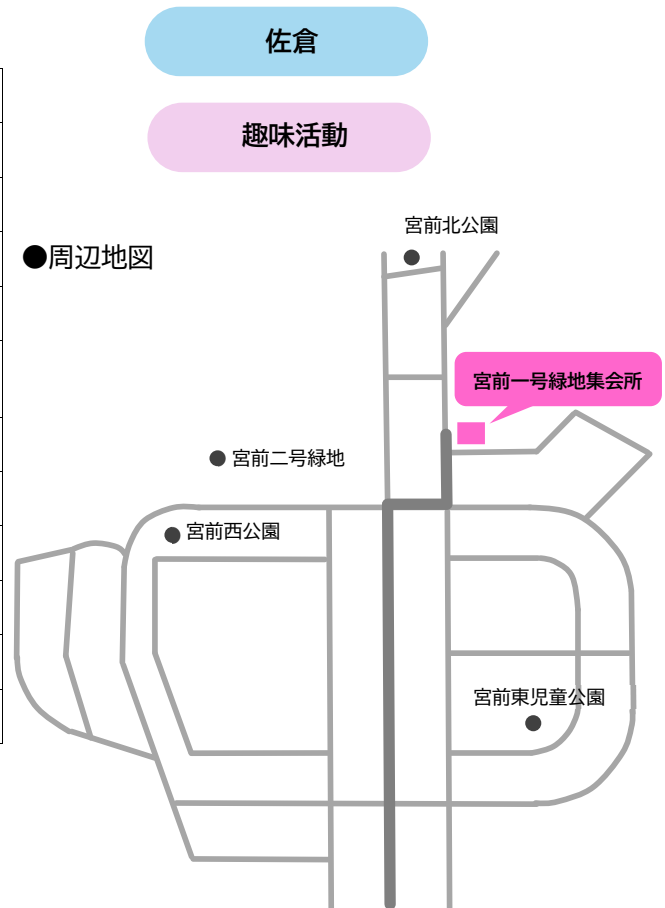 佐倉
趣味活動
●周辺地図
宮前北公園
宮前一号緑地集会所
宮前二号緑地
宮前西公園
宮前東児童公園